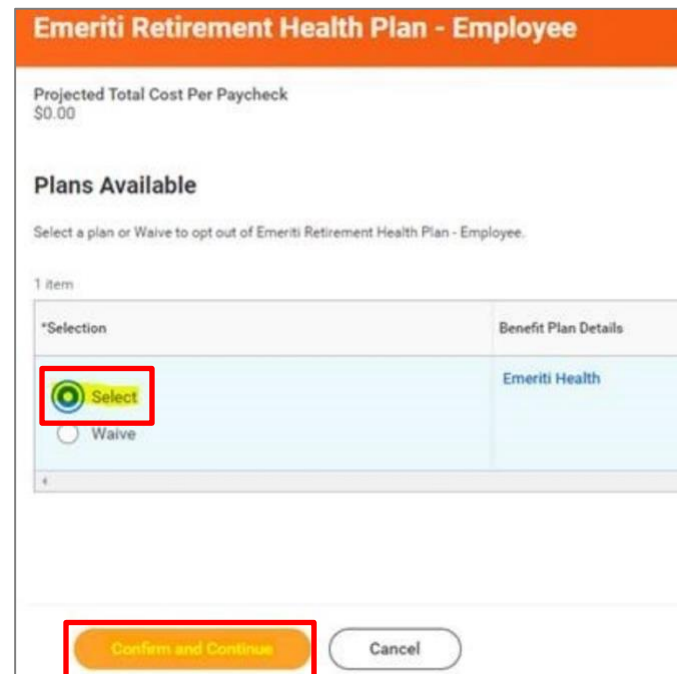 Emeriti Retirement Health Plan - Employee
Projected Total Cost Per Paycheck
$0.00
Plans Available
Select a plan or Waive to opt out of Emeriti Retirement Health Plan - Employee.
1 item
*Selection Benefit Plan Details
Select Emeriti Health
Waive
Confirm and Continue Cancel